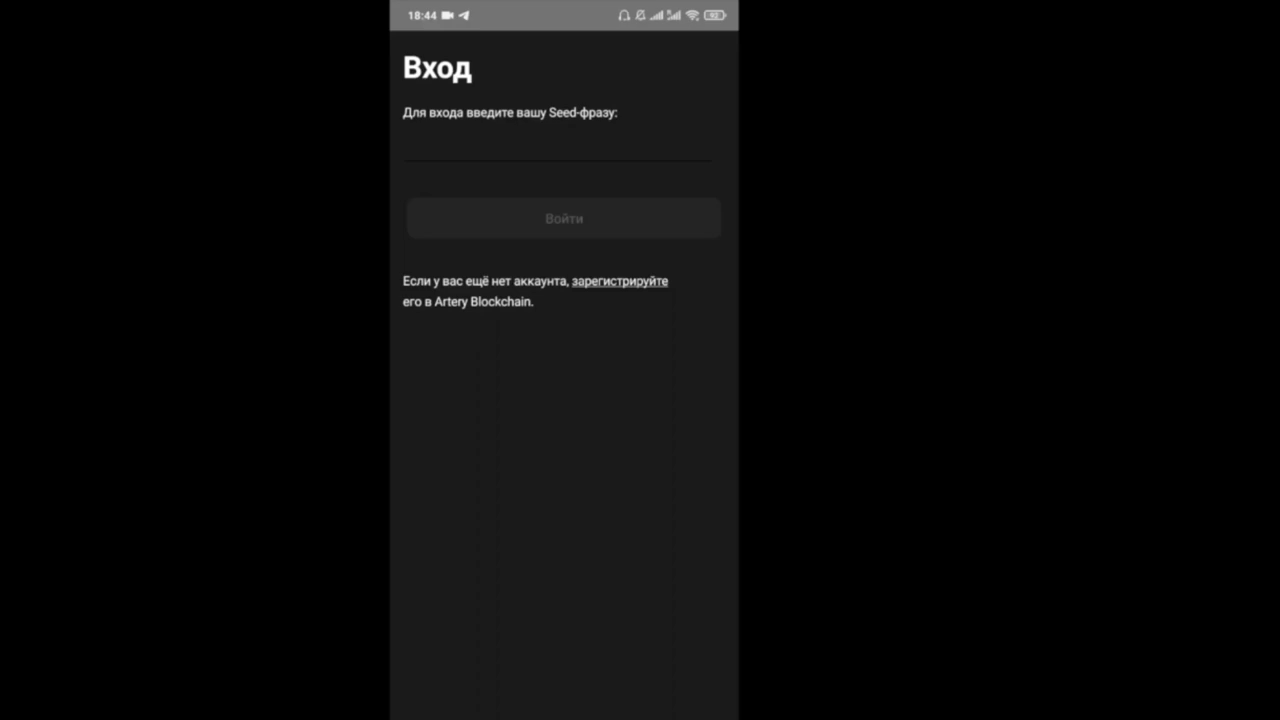 18:44
92
Вход
Для входа введите вашу Seed-фразу:
Войти
Если у вас ещё нет аккаунта, зарегистрируйте
его в Artery Blockchain.